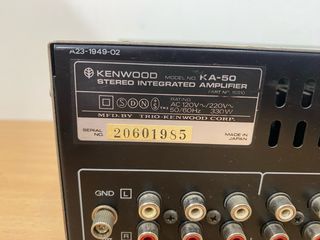 A23-1949-02
KENWOOD MODEL NO. KA-50
STEREO INTEGRATED AMPLIFIER
RATING
S D N S
AC 120V~/220V~
50/60Hz 330W
MFD. BY TRIO-KENWOOD CORP.
SERIAL NO. 20601985
MADE IN JAPAN
GND L
R